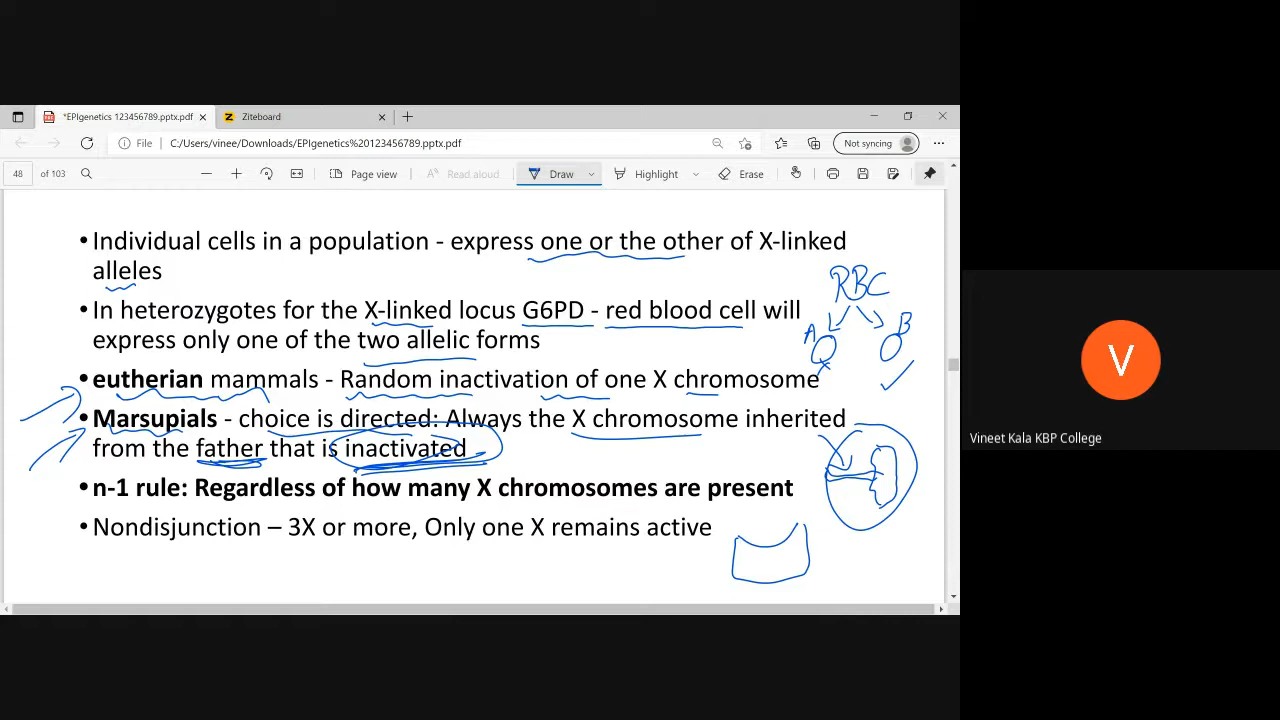 *EPIgenetics 123456789.pptx.pdf
Ziteboard
File
C:/Users/vinee/Downloads/EPIgenetics%20123456789.pptx.pdf
Not syncing
48 of 103
Page view
Read aloud
Draw
Highlight
Erase
•Individual cells in a population - express one or the other of X-linked
alleles
RBC
•In heterozygotes for the X-linked locus G6PD - red blood cell will
A B
express only one of the two allelic forms
•eutherian mammals - Random inactivation of one X chromosome
•Marsupials - choice is directed: Always the X chromosome inherited
from the father that is inactivated
•n-1 rule: Regardless of how many X chromosomes are present
•Nondisjunction – 3X or more, Only one X remains active
V
Vineet Kala KBP College